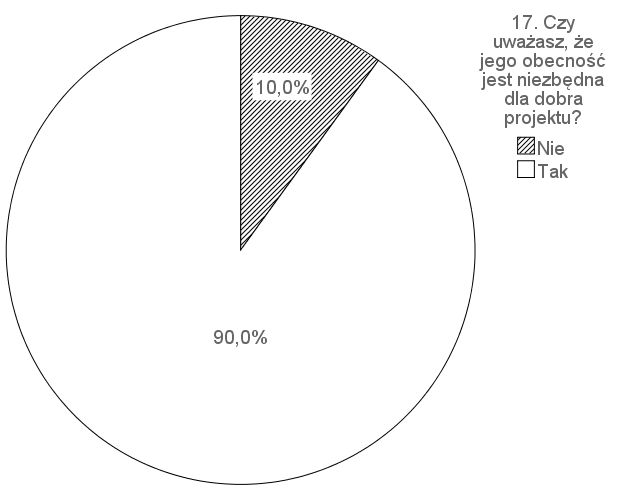 17. Czy
uważasz, że
jego obecność
jest niezbędna
dla dobra
projektu?
Nie
Tak
10,0%
90,0%